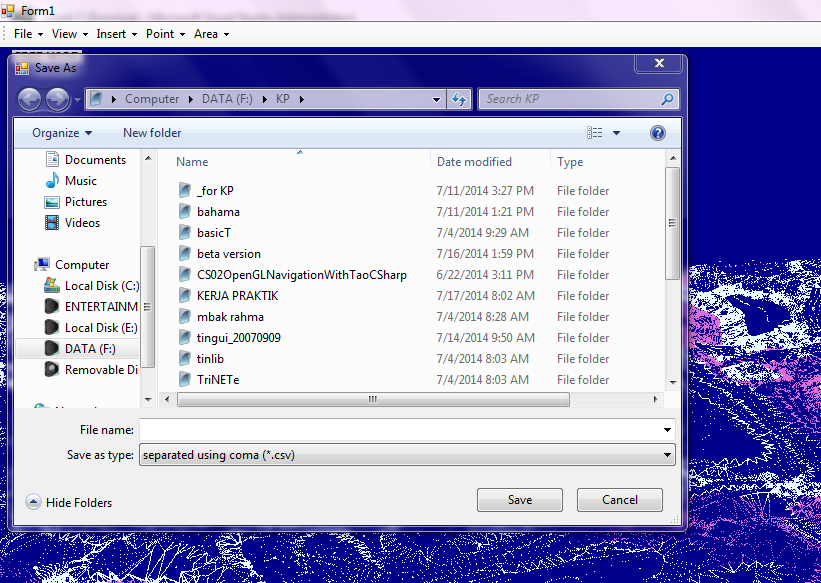 Form1
File View Insert Point Area
Save As
Computer DATA (F:) KP
Search KP
Organize New folder
Documents
Music
Pictures
Videos
Computer
Local Disk (C:)
ENTERTAINM
Local Disk (E:)
DATA (F:)
Removable Di
Name Date modified Type
_for KP 7/11/2014 3:27 PM File folder
bahama 7/11/2014 1:21 PM File folder
basicT 7/4/2014 9:29 AM File folder
beta version 7/16/2014 1:59 PM File folder
CS02OpenGLNavigationWithTaoCSharp 6/22/2014 3:11 PM File folder
KERJA PRAKTIK 7/17/2014 8:02 AM File folder
mbak rahma 7/4/2014 8:28 AM File folder
tingui_20070909 7/14/2014 9:50 AM File folder
tinlib 7/4/2014 8:03 AM File folder
TriNETe 7/4/2014 8:03 AM File folder
File name:
Save as type: separated using coma (*.csv)
Hide Folders
Save Cancel